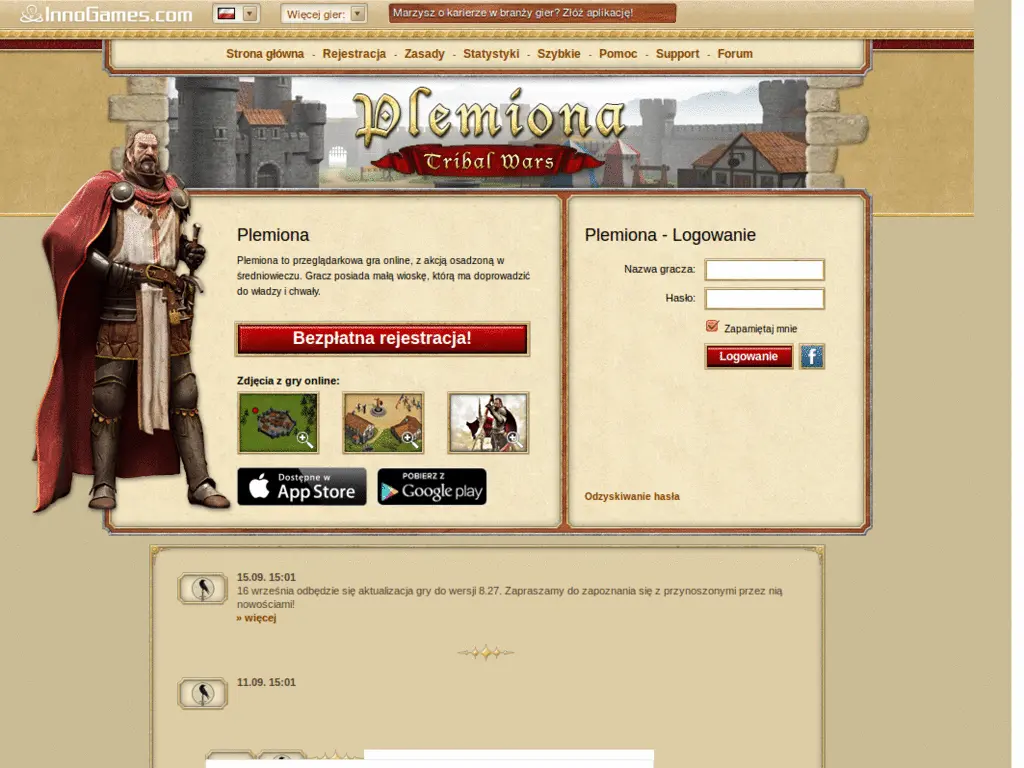 InnoGames.com
Więcej gier:
Marzysz o karierze w branży gier? Złóż aplikację!
Strona główna - Rejestracja - Zasady - Statystyki - Szybkie - Pomoc - Support - Forum
Plemiona
Tribal Wars
Plemiona
Plemiona to przeglądarkowa gra online, z akcją osadzoną w
średniowieczu. Gracz posiada małą wioskę, którą ma doprowadzić
do władzy i chwały.
Bezpłatna rejestracja!
Zdjęcia z gry online:
Dostępne w
App Store
POBIERZ Z
Google play
Plemiona - Logowanie
Nazwa gracza:
Hasło:
Zapamiętaj mnie
Logowanie
f
Odzyskiwanie hasła
15.09. 15:01
16 września odbędzie się aktualizacja gry do wersji 8.27. Zapraszamy do zapoznania się z przynoszonymi przez nią
nowościami!
» więcej
11.09. 15:01